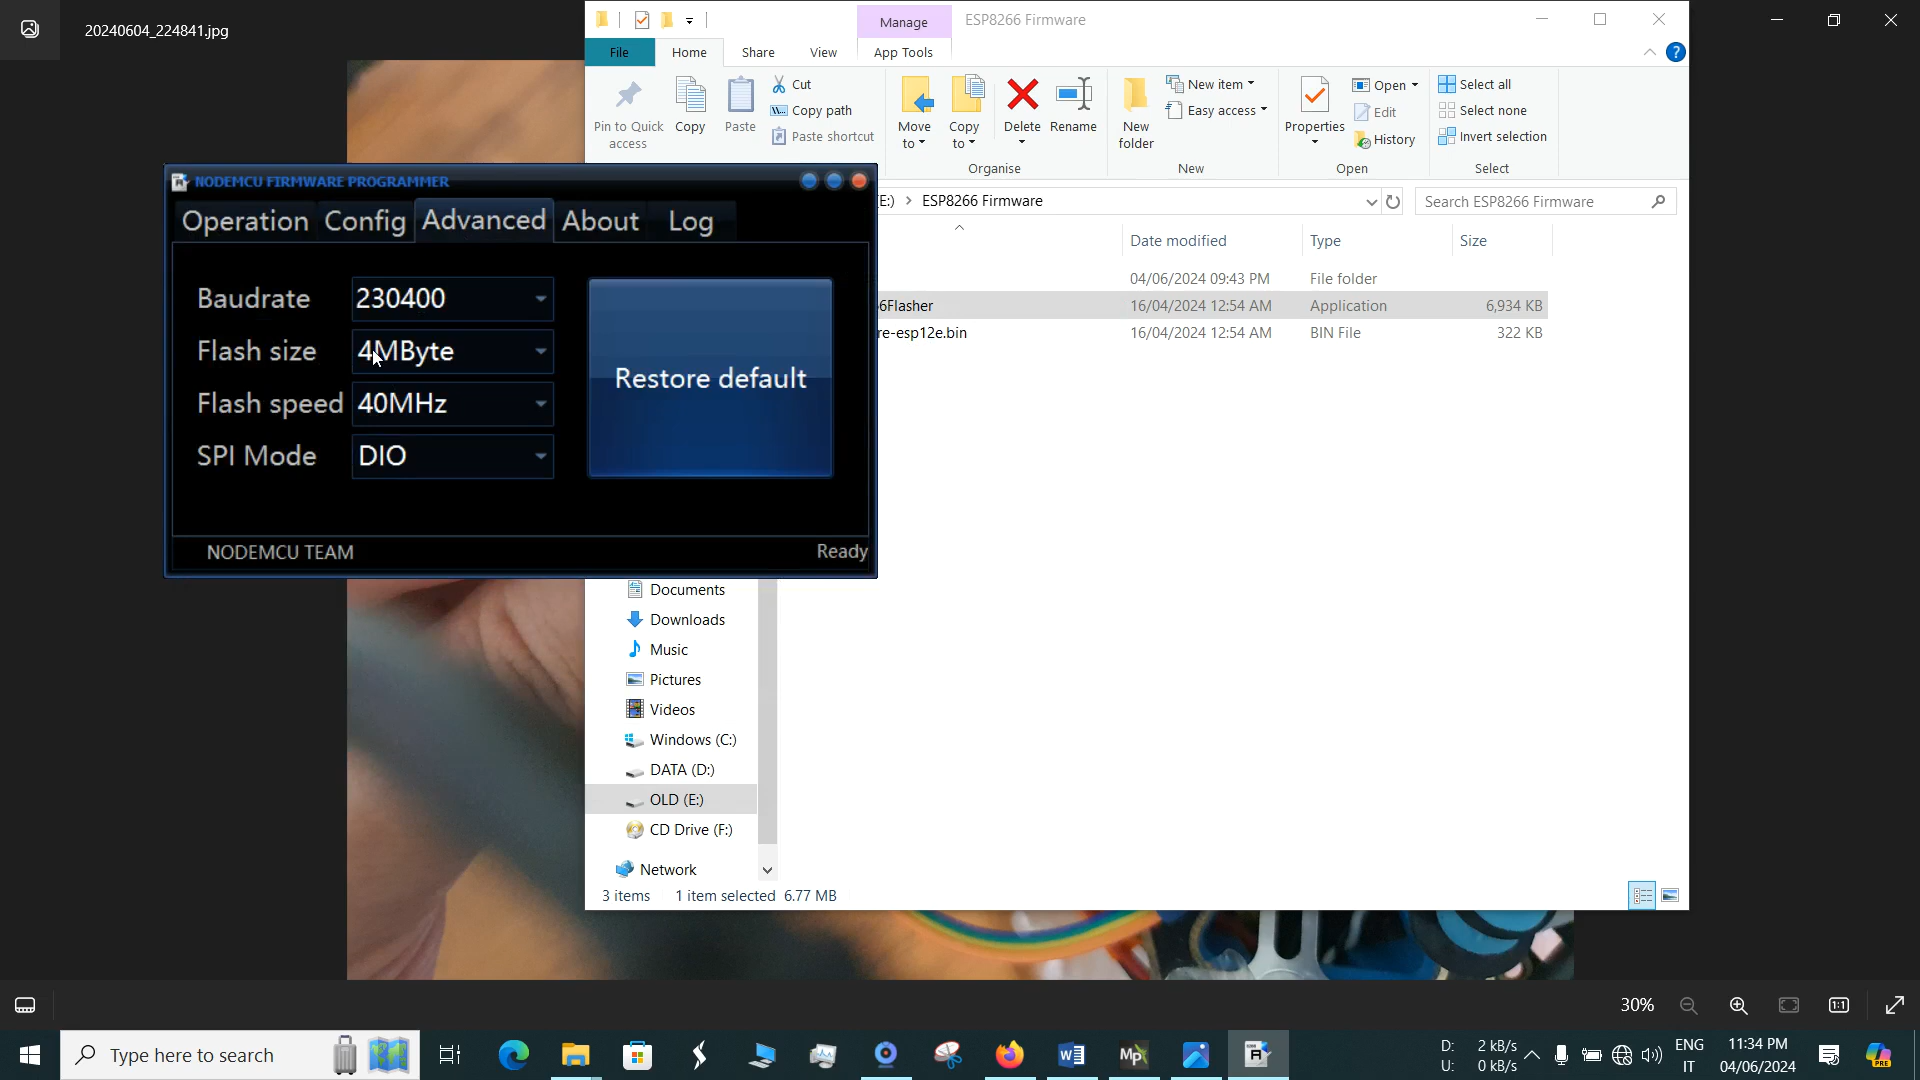 20240604_224841.jpg
Manage
ESP8266 Firmware
File
Home
Share
View
App Tools
Pin to Quick access
Copy
Paste
Cut
Copy path
Paste shortcut
Move to
Copy to
Delete
Rename
New folder
New item
Easy access
Properties
Open
Edit
History
Select all
Select none
Invert selection
Organise
New
Open
Select
(E:) > ESP8266 Firmware
Search ESP8266 Firmware
Date modified
Type
Size
04/06/2024 09:43 PM
File folder
6Flasher
16/04/2024 12:54 AM
Application
6,934 KB
re-esp12e.bin
16/04/2024 12:54 AM
BIN File
322 KB
NODEMCU FIRMWARE PROGRAMMER
Operation
Config
Advanced
About
Log
Baudrate
230400
Flash size
4MByte
Flash speed
40MHz
SPI Mode
DIO
Restore default
NODEMCU TEAM
Ready
Documents
Downloads
Music
Pictures
Videos
Windows (C:)
DATA (D:)
OLD (E:)
CD Drive (F:)
Network
3 items
1 item selected 6.77 MB
30%
1:1
Type here to search
Mp
D: 2 kB/s
U: 0 kB/s
ENG
IT
11:34 PM
04/06/2024
PRE